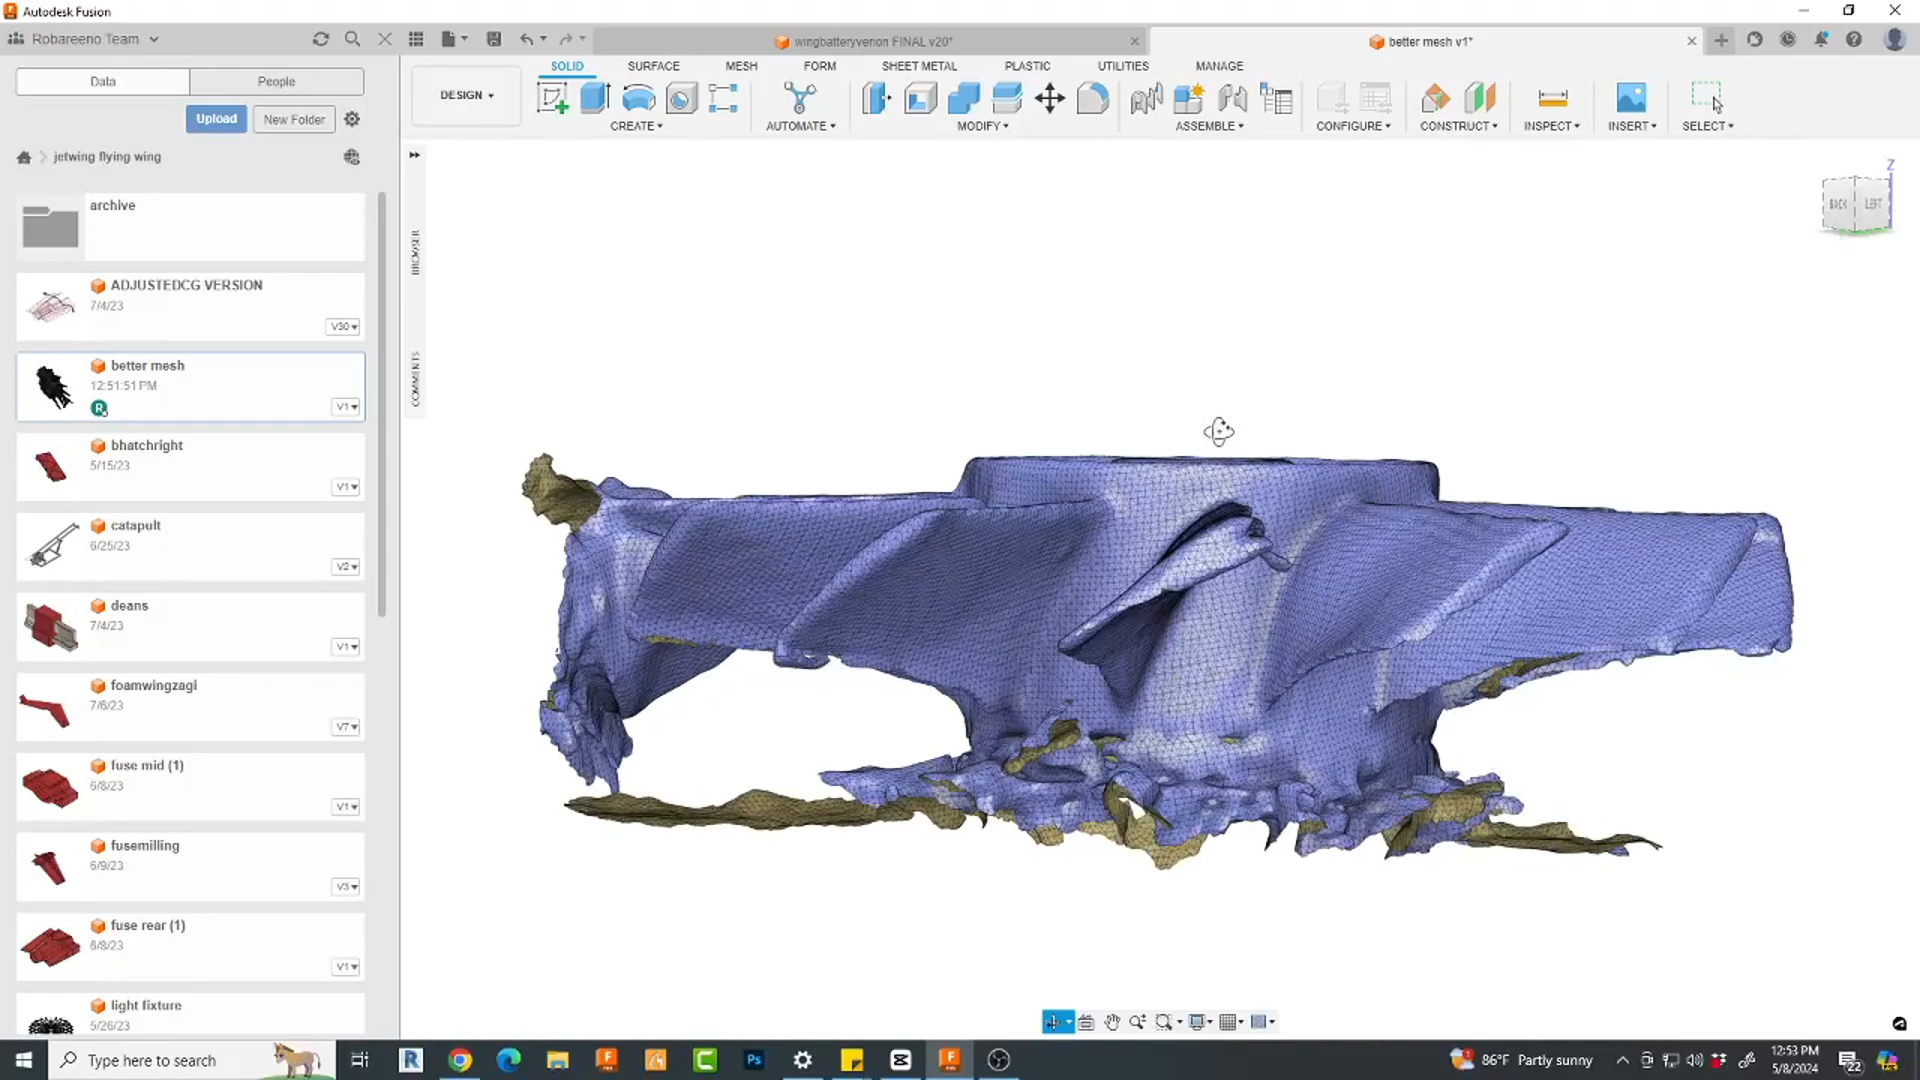 Autodesk Fusion
Robareeno Team
wingbatteryverion FINAL v20*
better mesh v1*
Data
People
Upload
New Folder
jetwing flying wing
DESIGN
SOLID
SURFACE
MESH
FORM
SHEET METAL
PLASTIC
UTILITIES
MANAGE
CREATE
AUTOMATE
MODIFY
ASSEMBLE
CONFIGURE
CONSTRUCT
INSPECT
INSERT
SELECT
archive
ADJUSTEDCG VERSION
7/4/23
V30
better mesh
12:51:51 PM
R
V1
bhatchright
5/15/23
V1
catapult
6/25/23
V2
deans
7/4/23
V1
foamwingzagi
7/6/23
V7
fuse mid (1)
6/8/23
V1
fusemilling
6/9/23
V3
fuse rear (1)
6/8/23
V1
light fixture
5/26/23
BROWSER
COMMENTS
Z
BACK
LEFT
Type here to search
R
Ps
86°F Partly sunny
12:53 PM
5/8/2024
22